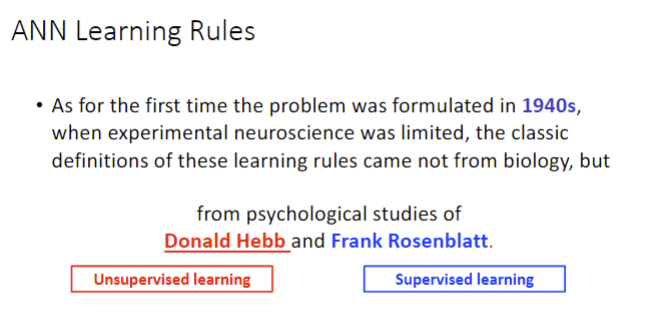 ANN Learning Rules
• As for the first time the problem was formulated in 1940s,
when experimental neuroscience was limited, the classic
definitions of these learning rules came not from biology, but
from psychological studies of
Donald Hebb and Frank Rosenblatt.
Unsupervised learning
Supervised learning